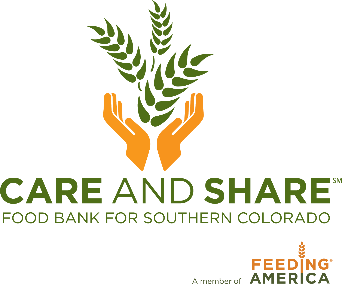 CARE AND SHARE℠
FOOD BANK FOR SOUTHERN COLORADO
A member of FEEDING®
AMERICA